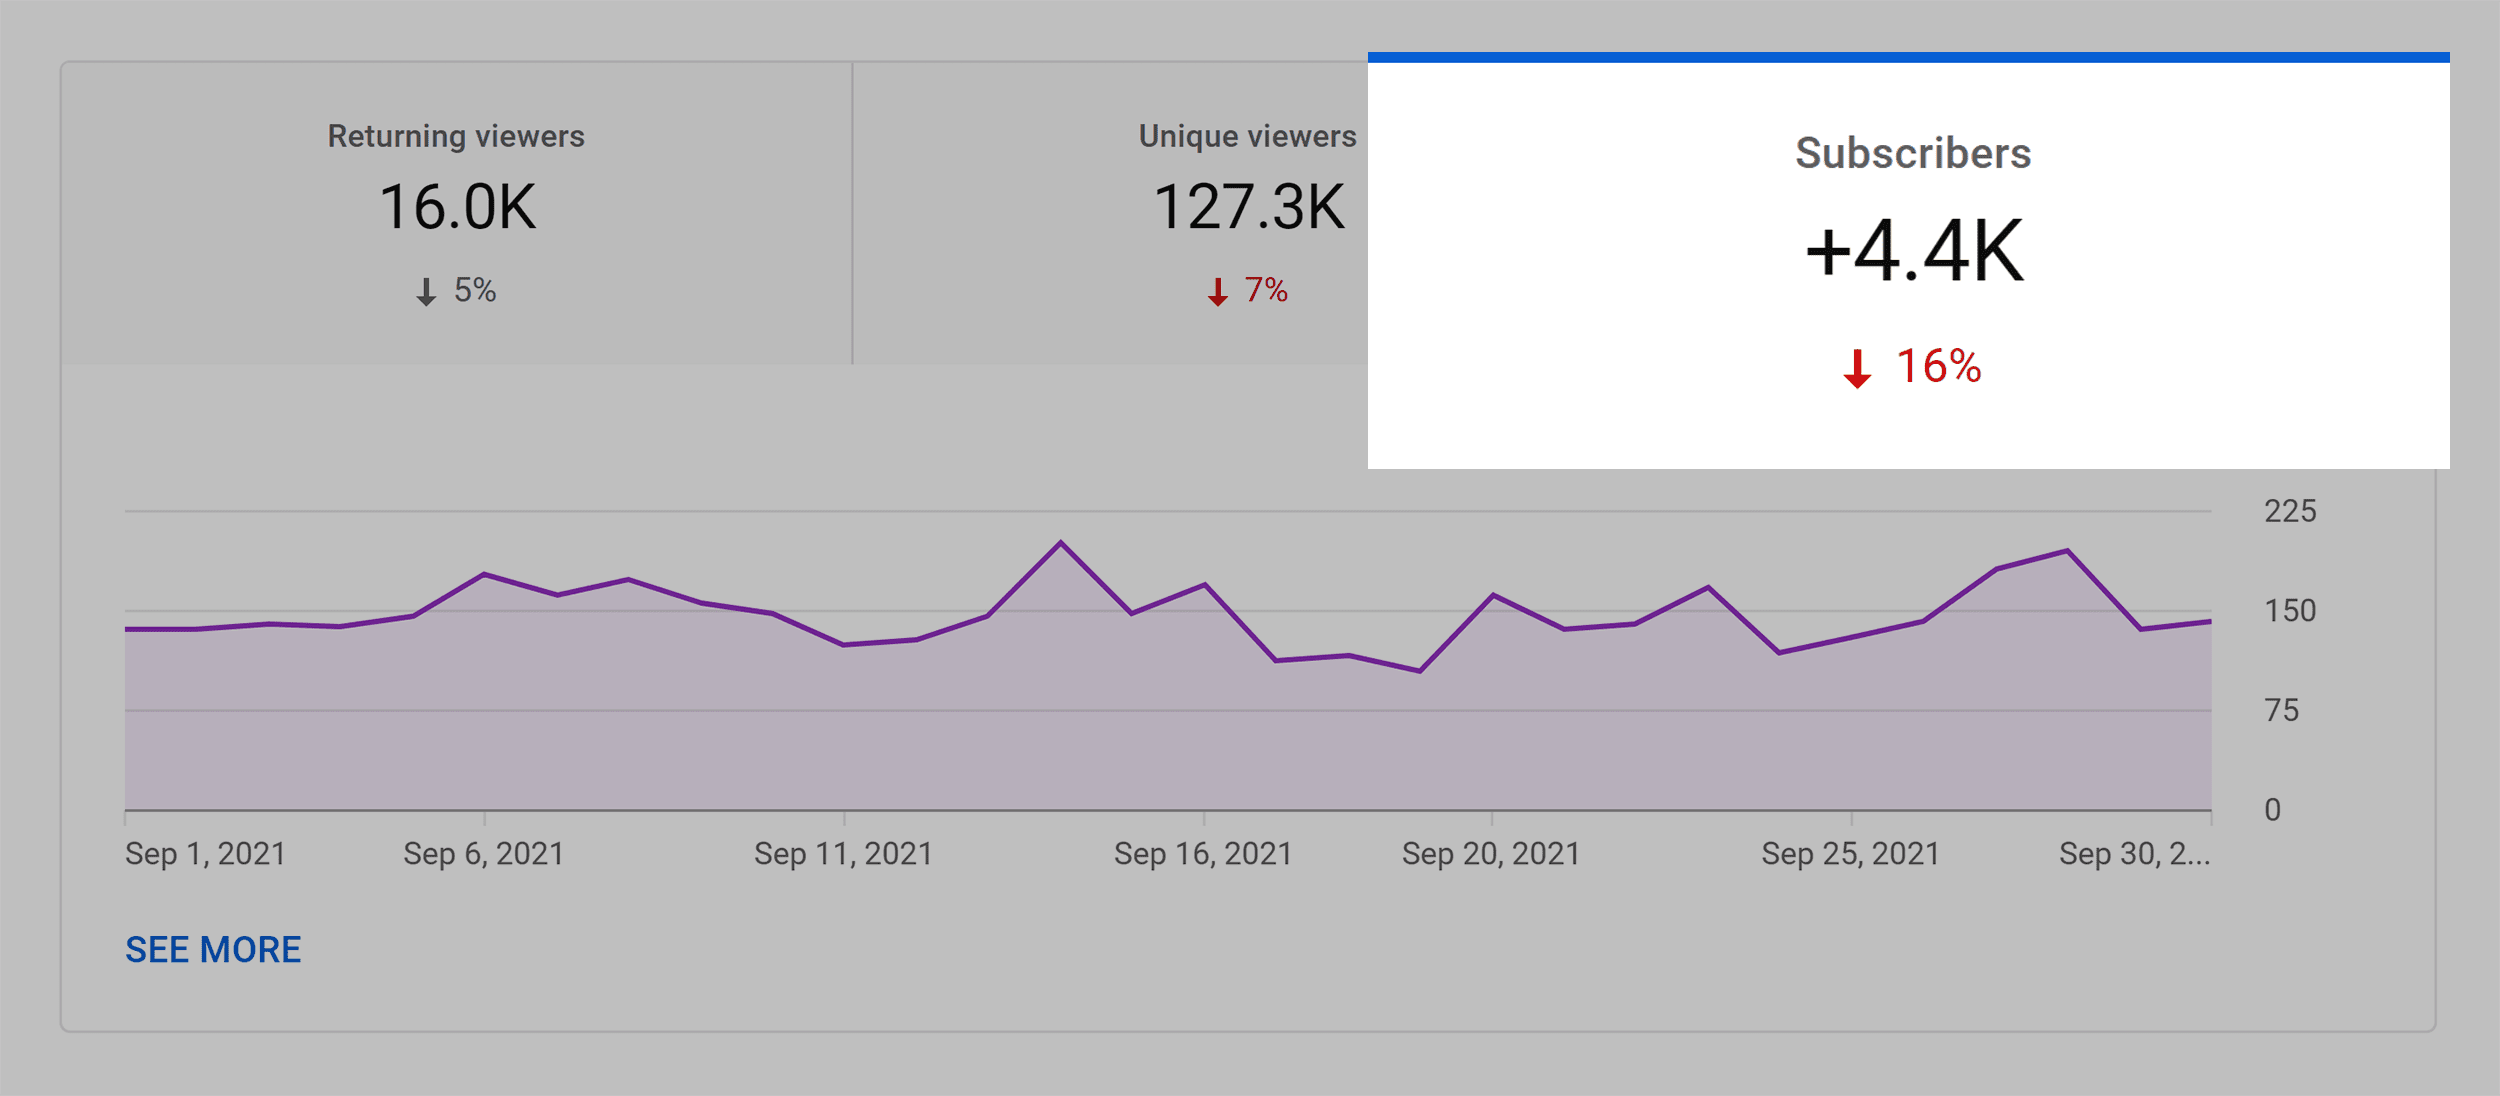 Returning viewers
16.0K
5%
Unique viewers
127.3K
7%
Subscribers
+4.4K
16%
225
150
75
0
Sep 1, 2021
Sep 6, 2021
Sep 11, 2021
Sep 16, 2021
Sep 20, 2021
Sep 25, 2021
Sep 30, 2...
SEE MORE